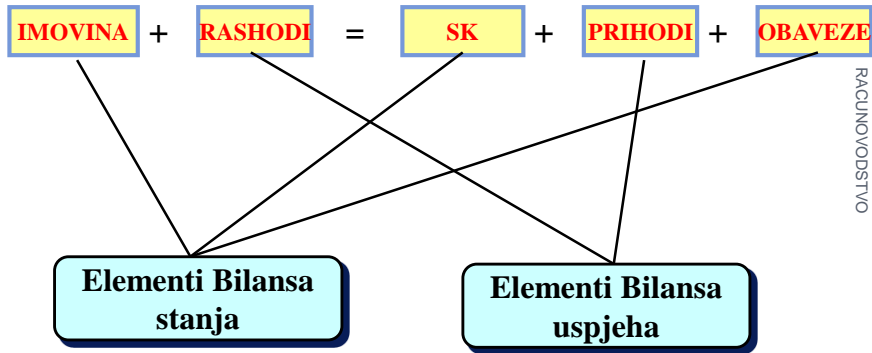 IMOVINA + RASHODI = SK + PRIHODI + OBAVEZE
RACUNOVODSTVO
Elementi Bilansa
stanja
Elementi Bilansa
uspjeha